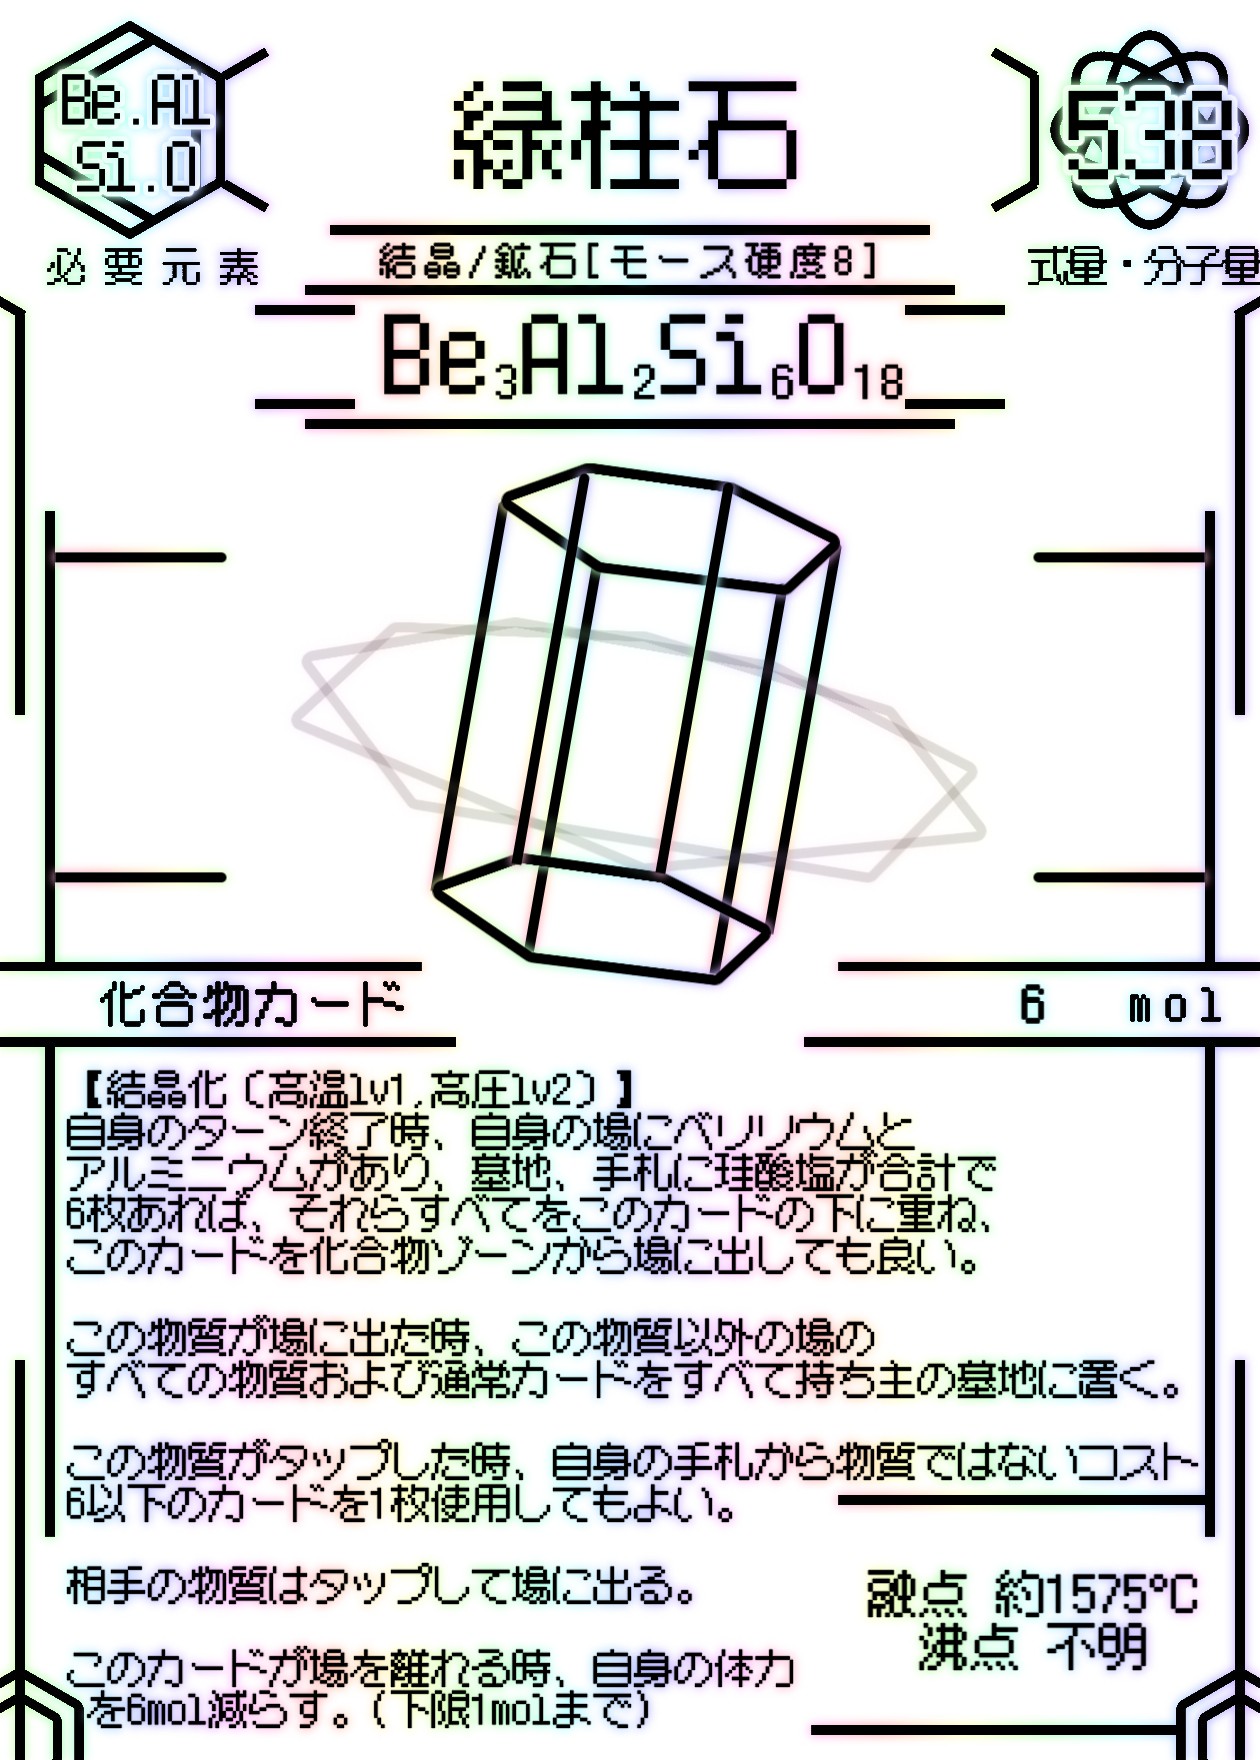 Be.Al
Si.O
必要元素
緑柱石
538
式量・分子量
結晶/鉱石[モース硬度8]
Be₃Al₂Si₆O₁₈
化合物カード
6 mol
【結晶化(高温lv1,高圧lv2)】
自身のターン終了時、自身の場にベリリウムと
アルミニウムがあり、墓地、手札に珪酸塩が合計で
6枚あれば、それらすべてをこのカードの下に重ね、
このカードを化合物ゾーンから場に出しても良い。
この物質が場に出た時、この物質以外の場の
すべての物質および通常カードをすべて持ち主の墓地に置く。
この物質がタップした時、自身の手札から物質ではないコスト
6以下のカードを1枚使用してもよい。
相手の物質はタップして場に出る。
このカードが場を離れる時、自身の体力
を6mol減らす。(下限1molまで)
融点 約1575℃
沸点 不明